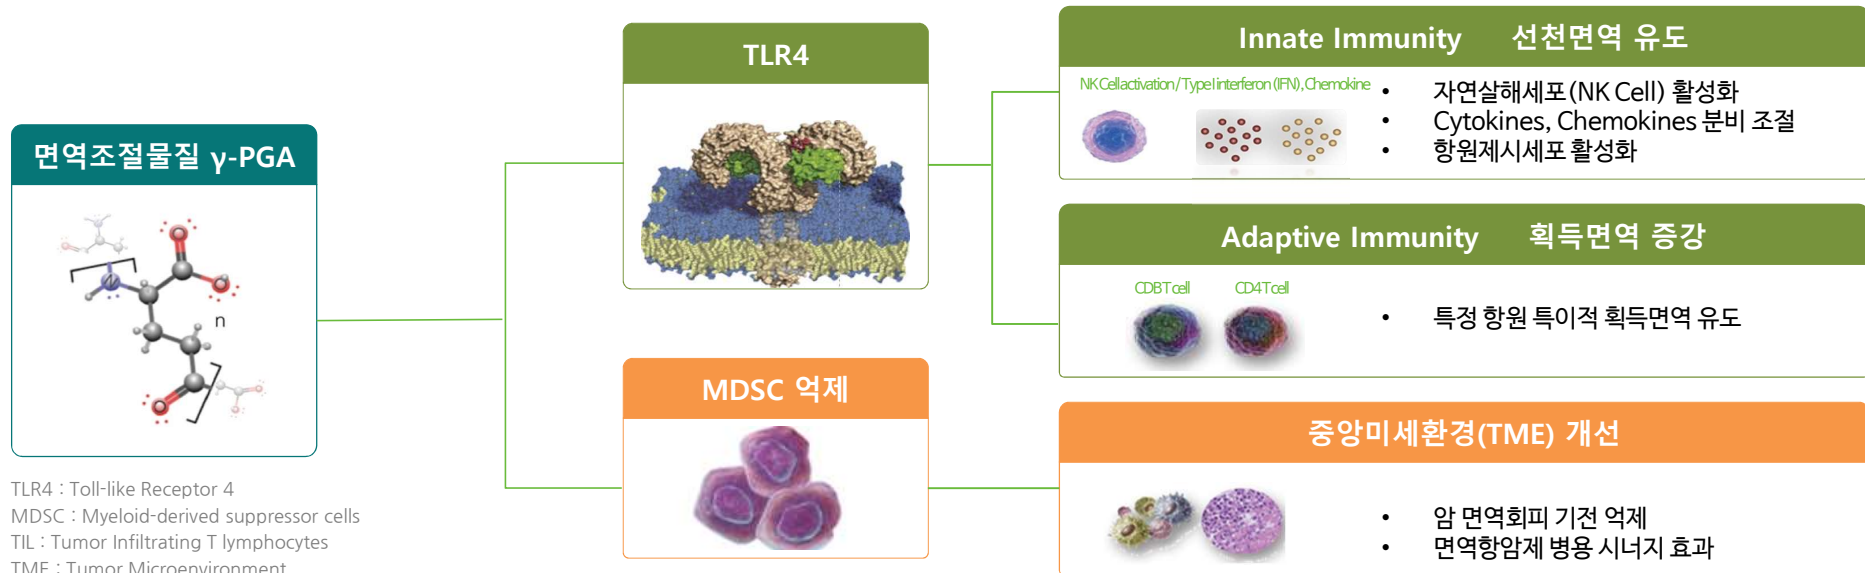 면역조절물질 γ-PGA
n
TLR4 : Toll-like Receptor 4
MDSC : Myeloid-derived suppressor cells
TIL : Tumor Infiltrating T lymphocytes
TME : Tumor Microenvironment
TLR4
MDSC 억제
Innate Immunity 선천면역 유도
NK Cell activation / Type I interferon (IFN), Chemokine
• 자연살해세포(NK Cell) 활성화
• Cytokines, Chemokines 분비 조절
• 항원제시세포 활성화
Adaptive Immunity 획득면역 증강
CD8 T cell CD4 T cell
• 특정 항원 특이적 획득면역 유도
중앙미세환경(TME) 개선
• 암 면역회피 기전 억제
• 면역항암제 병용 시너지 효과